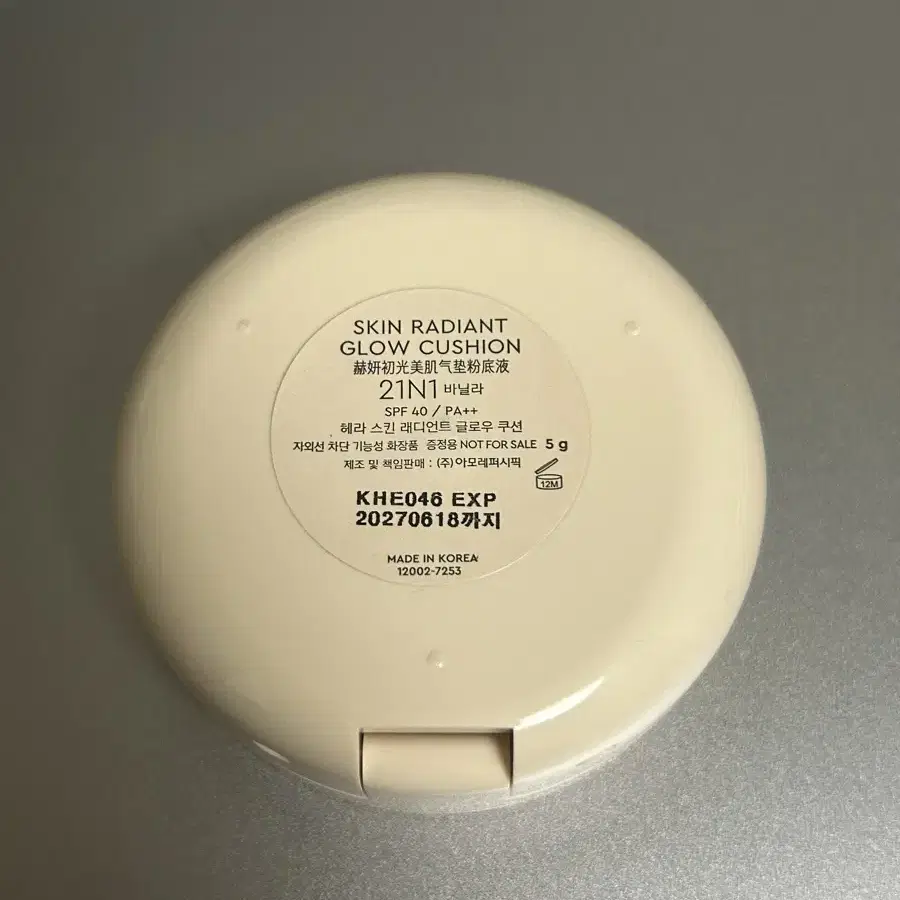 SKIN RADIANT
GLOW CUSHION
赫妍初光美肌气垫粉底液
21N1 바닐라
SPF 40 / PA++
헤라 스킨 래디언트 글로우 쿠션
자외선 차단 기능성 화장품 증정용 NOT FOR SALE 5 g
제조 및 책임판매 : (주)아모레퍼시픽
12M
KHE046 EXP
20270618까지
MADE IN KOREA
12002-7253